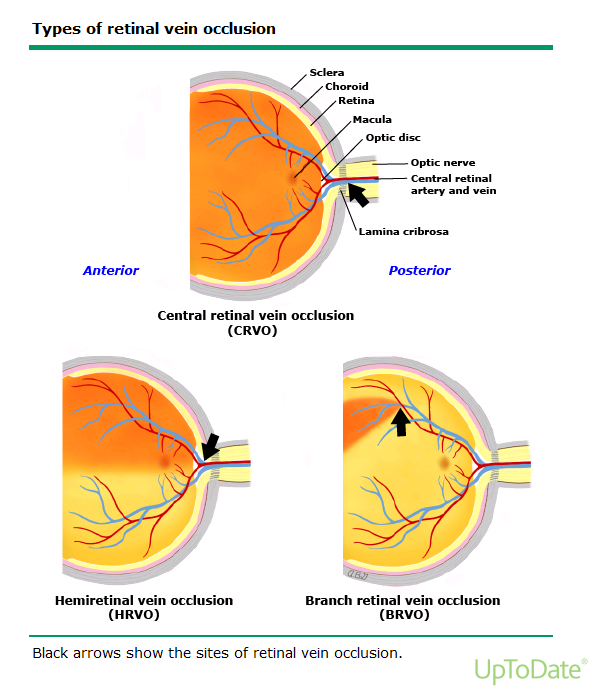 Types of retinal vein occlusion
Sclera
Choroid
Retina
Macula
Optic disc
Optic nerve
Central retinal
artery and vein
Lamina cribrosa
Anterior
Posterior
Central retinal vein occlusion
(CRVO)
Hemiretinal vein occlusion
(HRVO)
Branch retinal vein occlusion
(BRVO)
Black arrows show the sites of retinal vein occlusion.
UpToDate®